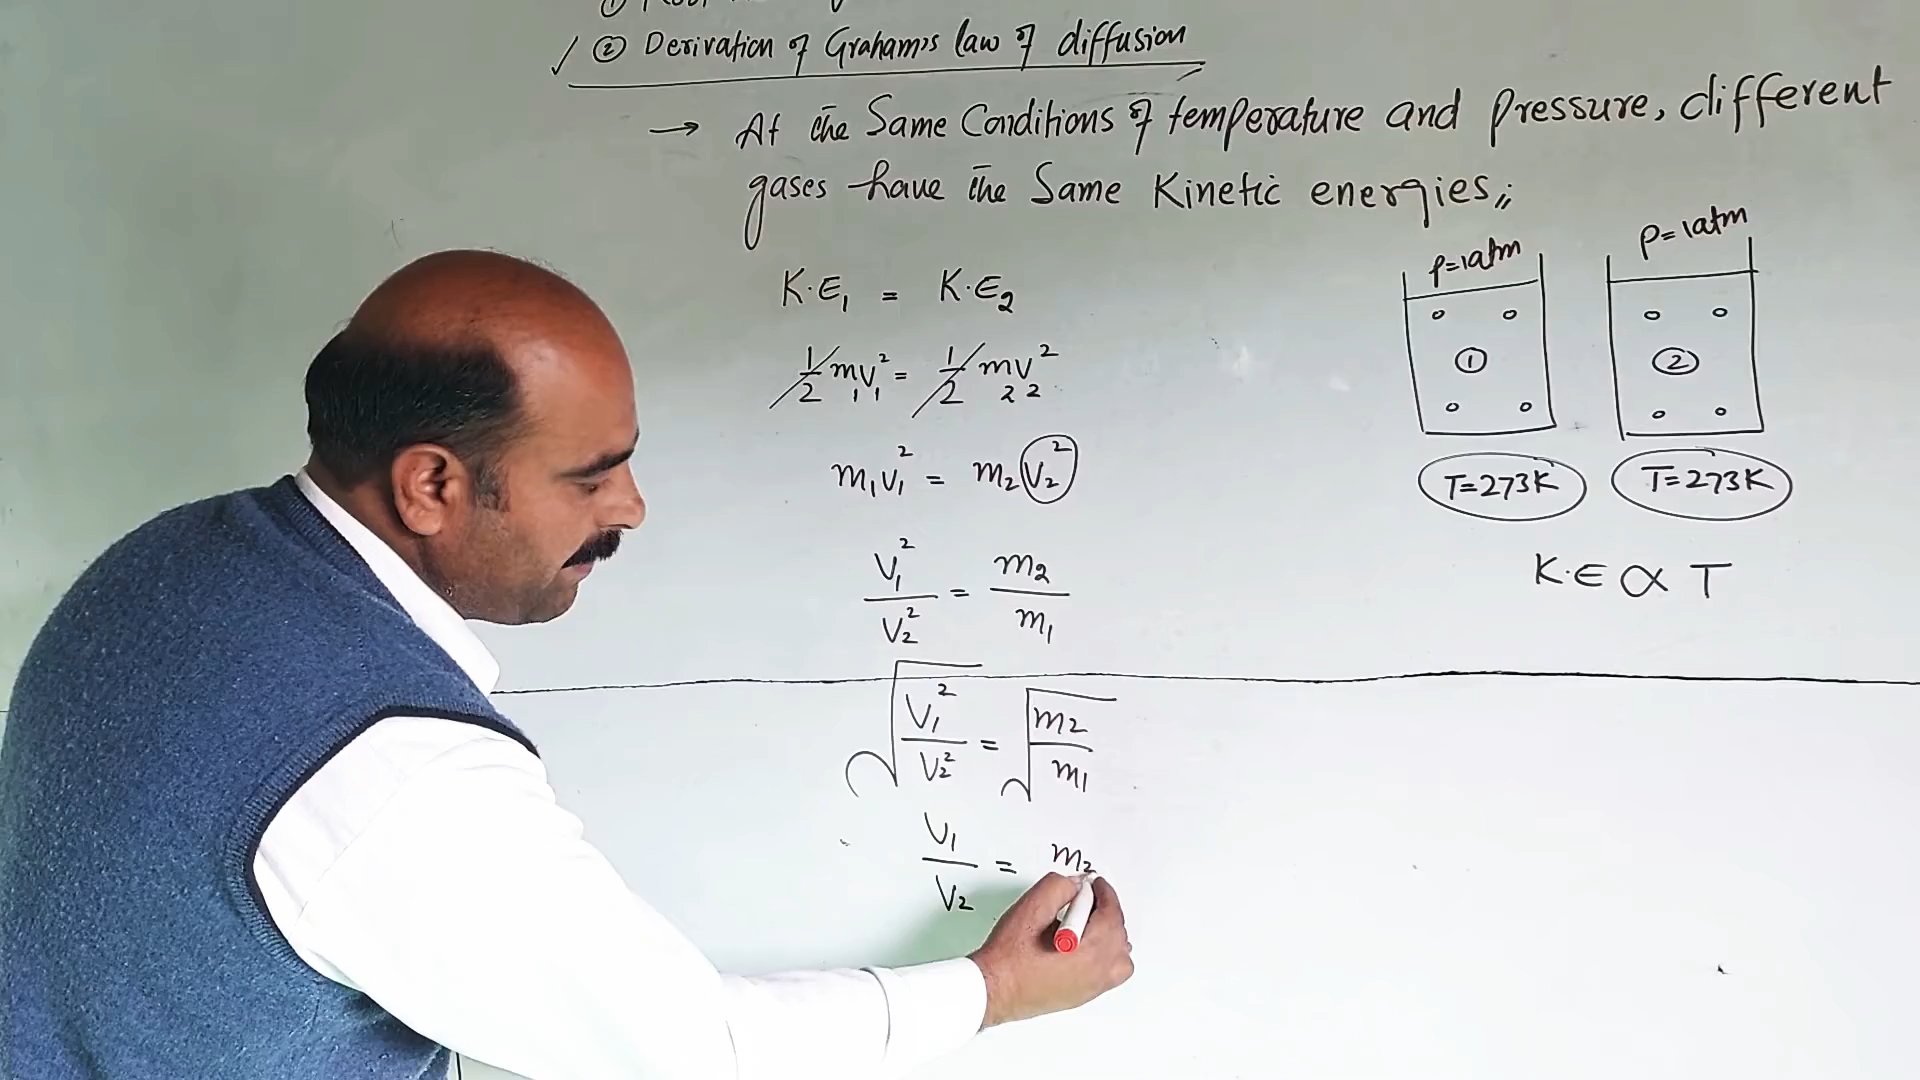 ② Derivation of Graham's law of diffusion
→ At the Same Conditions of temperature and pressure, different
gases have the Same Kinetic energies,,
K.E₁ = K.E₂
1/2 m₁v₁² = 1/2 m₂v₂²
m₁v₁² = m₂v₂²
v₁²/v₂² = m₂/m₁
√(v₁²/v₂²) = √(m₂/m₁)
v₁/v₂ = m₂
P=1atm
P=1atm
①
②
T=273K
T=273K
K.E ∝ T